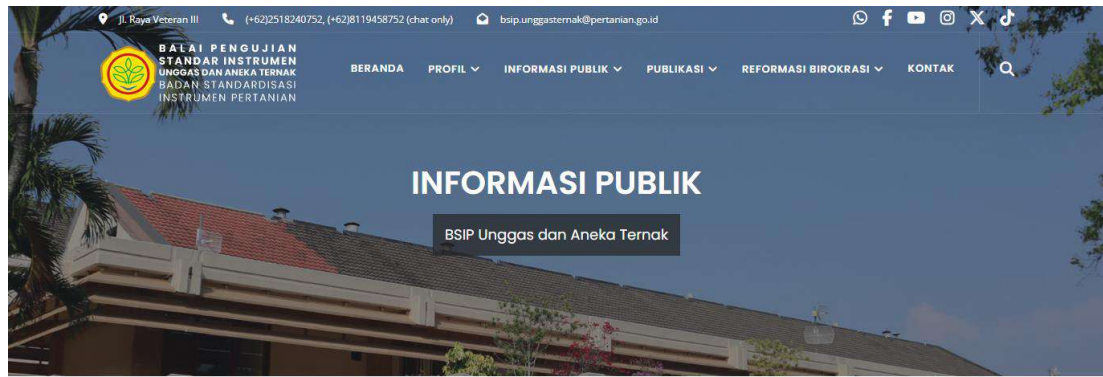 Jl. Raya Veteran III (+62)2518240752, (+62)8119458752 (chat only) bsip.unggasternak@pertanian.go.id
BALAI PENGUJIAN
STANDAR INSTRUMEN
UNGGAS DAN ANEKA TERNAK
BADAN STANDARDISASI
INSTRUMEN PERTANIAN
BERANDA PROFIL INFORMASI PUBLIK PUBLIKASI REFORMASI BIROKRASI KONTAK
INFORMASI PUBLIK
BSIP Unggas dan Aneka Ternak